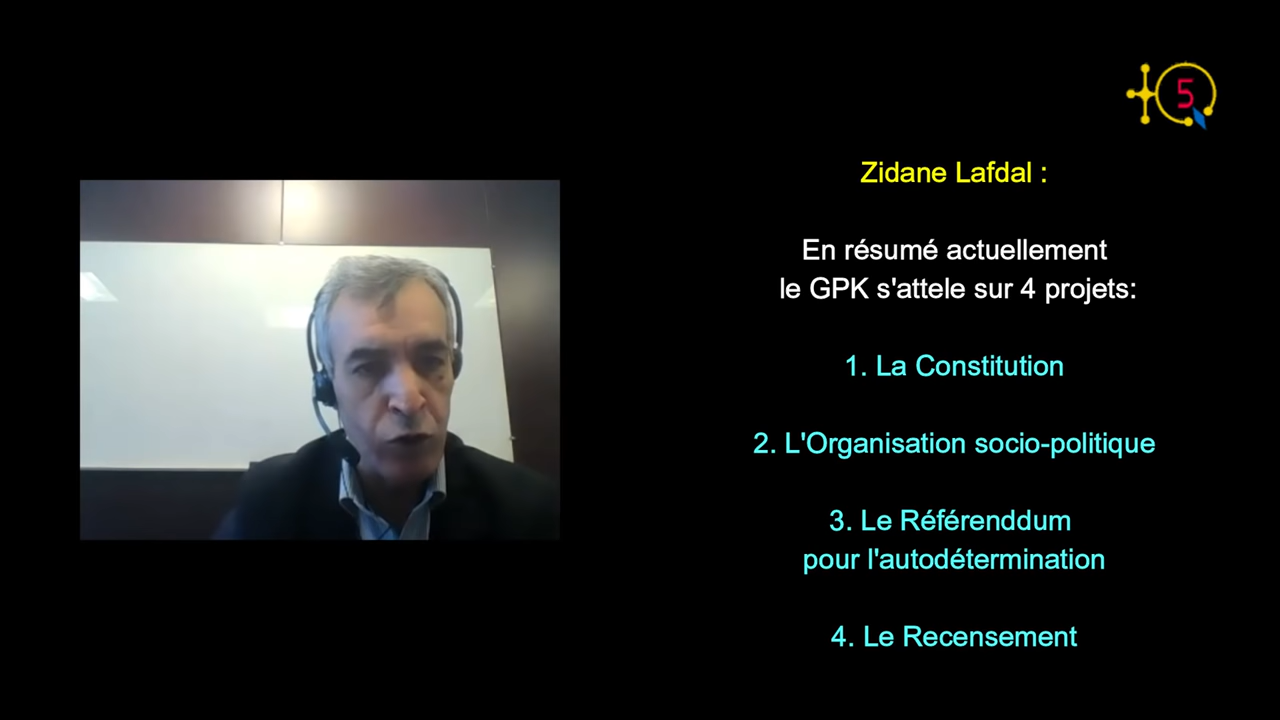 5
Zidane Lafdal :
En résumé actuellement
le GPK s'attele sur 4 projets:
1. La Constitution
2. L'Organisation socio-politique
3. Le Référenddum
pour l'autodétermination
4. Le Recensement